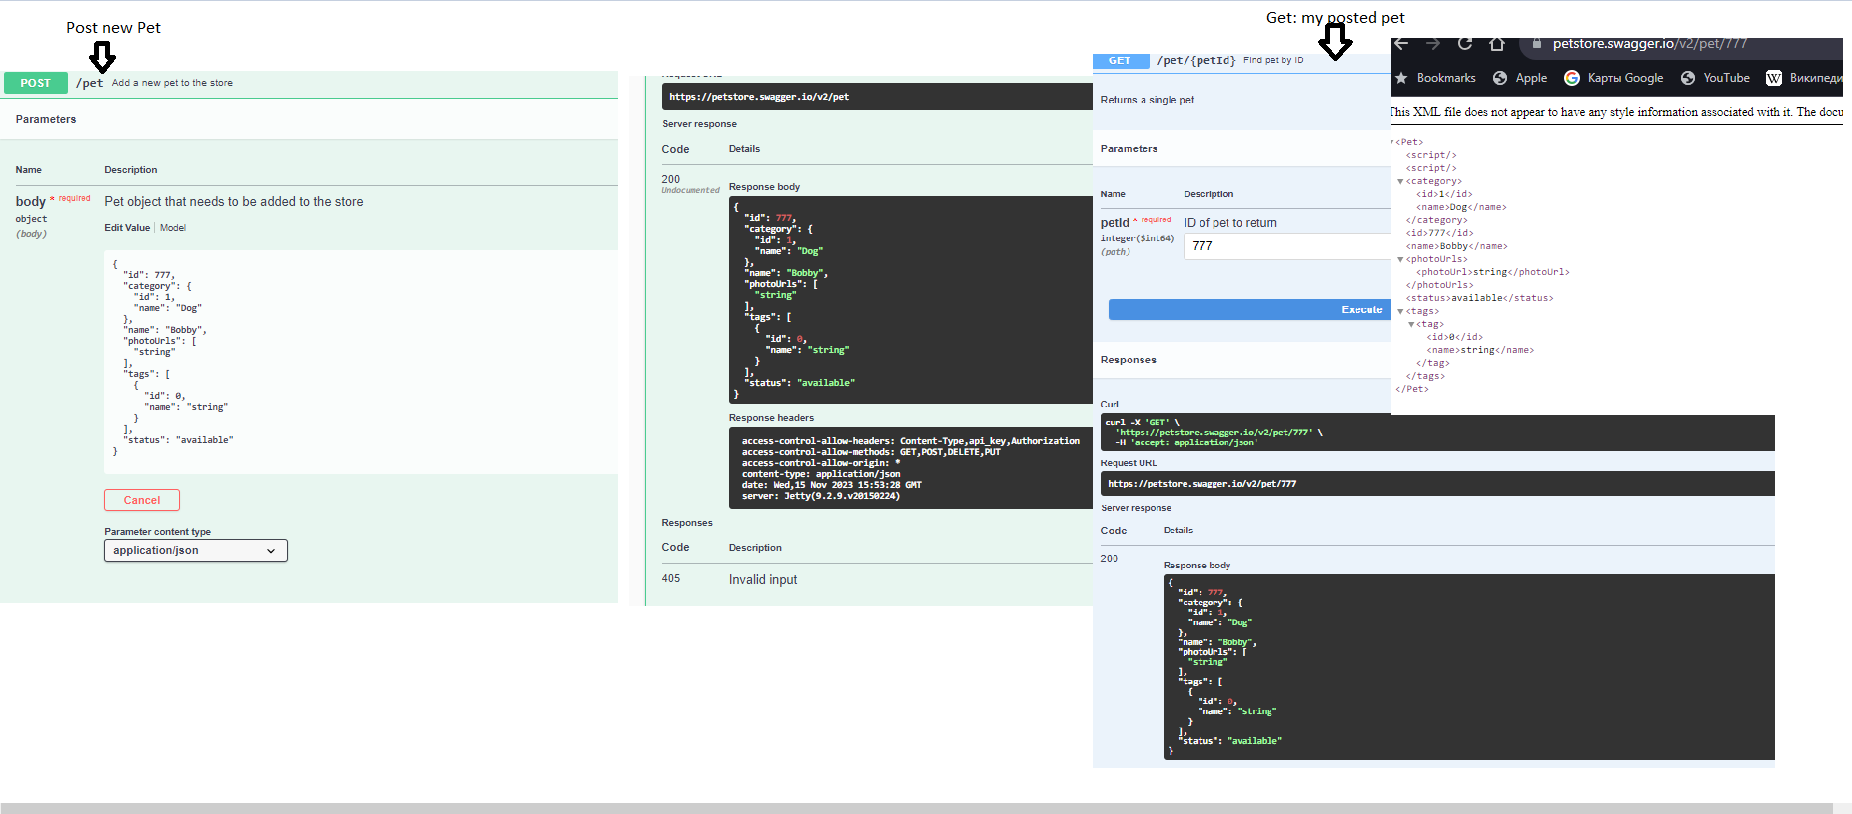 Post new Pet
POST /pet Add a new pet to the store
Parameters
Name Description
body * required Pet object that needs to be added to the store
object
(body)
Edit Value | Model
{
"id": 777,
"category": {
"id": 1,
"name": "Dog"
},
"name": "Bobby",
"photoUrls": [
"string"
],
"tags": [
{
"id": 0,
"name": "string"
}
],
"status": "available"
}
Cancel
Parameter content type
application/json
https://petstore.swagger.io/v2/pet
Server response
Code Details
200
Undocumented
Response body
{
"id": 777,
"category": {
"id": 1,
"name": "Dog"
},
"name": "Bobby",
"photoUrls": [
"string"
],
"tags": [
{
"id": 0,
"name": "string"
}
],
"status": "available"
}
Response headers
access-control-allow-headers: Content-Type,api_key,Authorization
access-control-allow-methods: GET,POST,DELETE,PUT
access-control-allow-origin: *
content-type: application/json
date: Wed,15 Nov 2023 15:53:28 GMT
server: Jetty(9.2.9.v20150224)
Responses
Code Description
405 Invalid input
Get: my posted pet
GET /pet/{petId} Find pet by ID
Returns a single pet
Parameters
Name Description
petId * required ID of pet to return
integer($int64)
(path)
777
Execute
Responses
Curl
curl -X 'GET' \
'https://petstore.swagger.io/v2/pet/777' \
-H 'accept: application/json'
Request URL
https://petstore.swagger.io/v2/pet/777
Server response
Code Details
200
Response body
{
"id": 777,
"category": {
"id": 1,
"name": "Dog"
},
"name": "Bobby",
"photoUrls": [
"string"
],
"tags": [
{
"id": 0,
"name": "string"
}
],
"status": "available"
}
petstore.swagger.io/v2/pet/777
Bookmarks Apple Карты Google YouTube W Википеди
This XML file does not appear to have any style information associated with it. The docu
<Pet>
<script/>
<script/>
<category>
<id>1</id>
<name>Dog</name>
</category>
<id>777</id>
<name>Bobby</name>
<photoUrls>
<photoUrl>string</photoUrl>
</photoUrls>
<status>available</status>
<tags>
<tag>
<id>0</id>
<name>string</name>
</tag>
</tags>
</Pet>